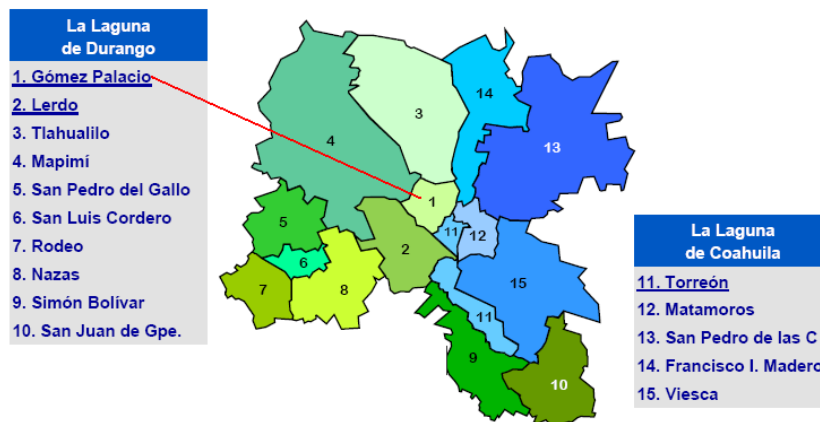 La Laguna
de Durango
1. Gómez Palacio
2. Lerdo
3. Tlahualilo
4. Mapimí
5. San Pedro del Gallo
6. San Luis Cordero
7. Rodeo
8. Nazas
9. Simón Bolívar
10. San Juan de Gpe.
14
3
13
4
1
5
11
12
2
6
15
7
8
11
9
10
La Laguna
de Coahuila
11. Torreón
12. Matamoros
13. San Pedro de las C
14. Francisco I. Madero
15. Viesca